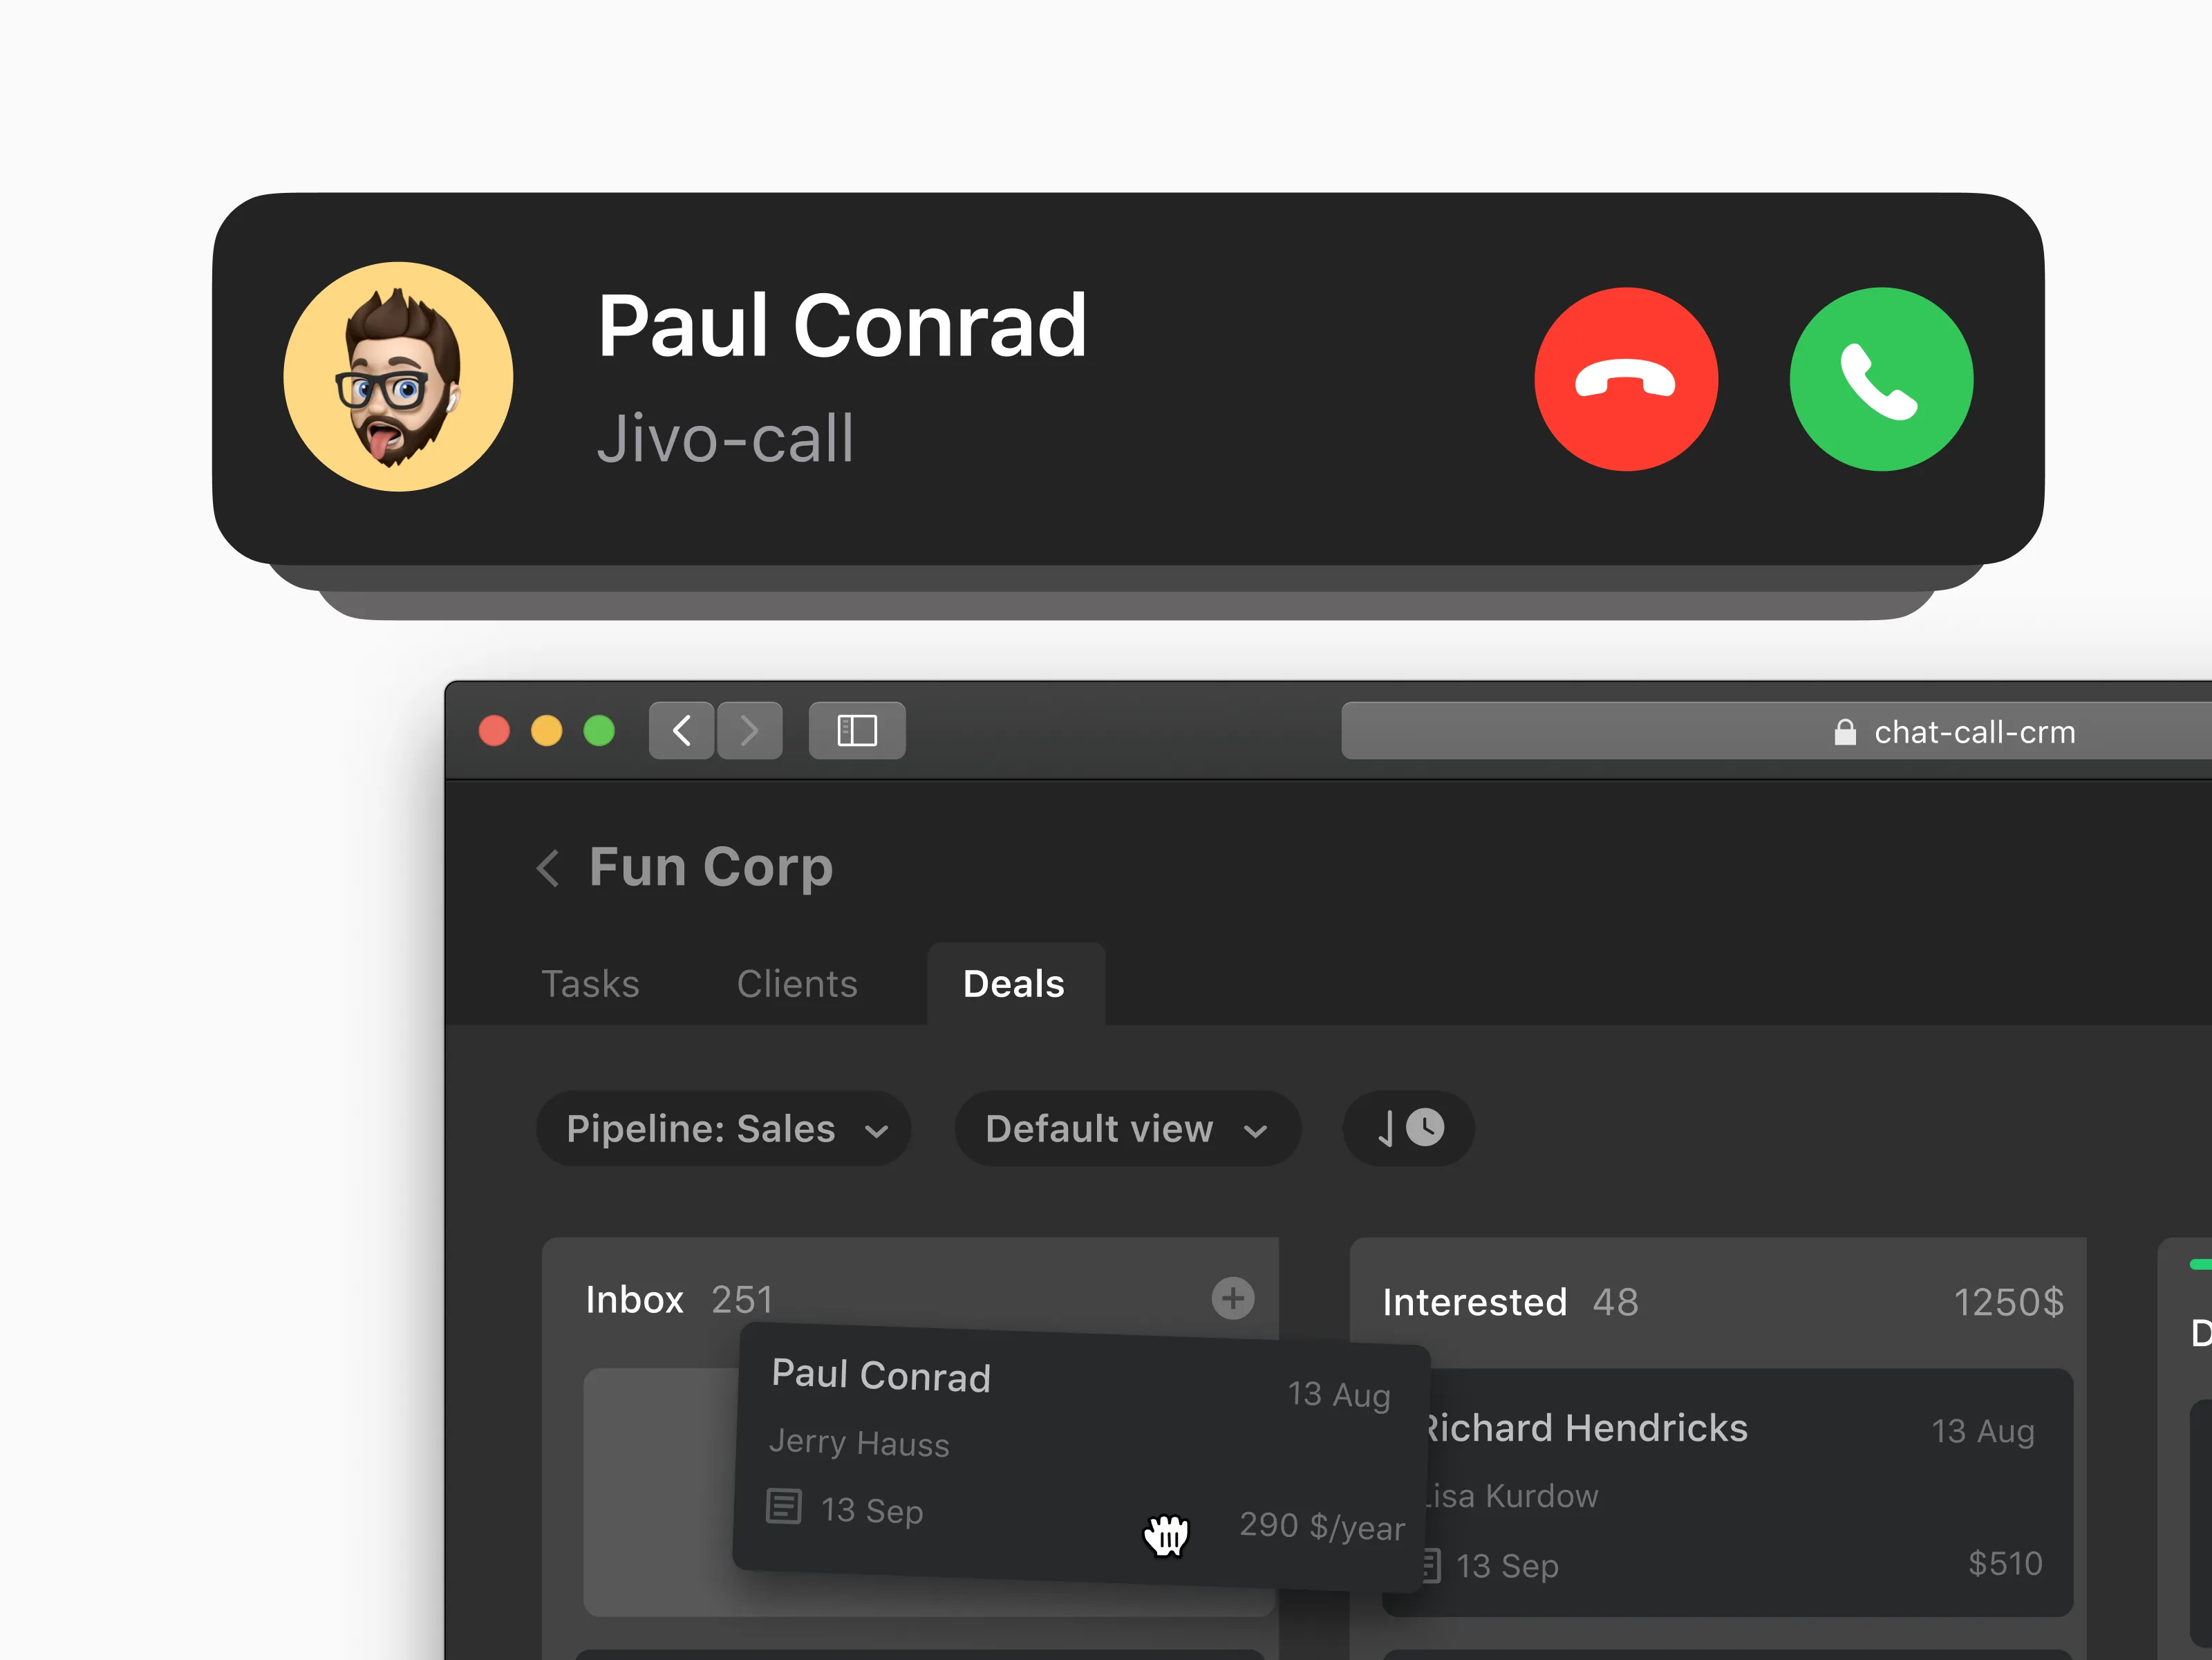 Paul Conrad
Jivo-call
chat-call-crm
Fun Corp
Tasks Clients Deals
Pipeline: Sales Default view
Inbox 251
Paul Conrad 13 Aug
Jerry Hauss
13 Sep 290 $/year
Interested 48 1250$
Richard Hendricks 13 Aug
Lisa Kurdow
13 Sep $510